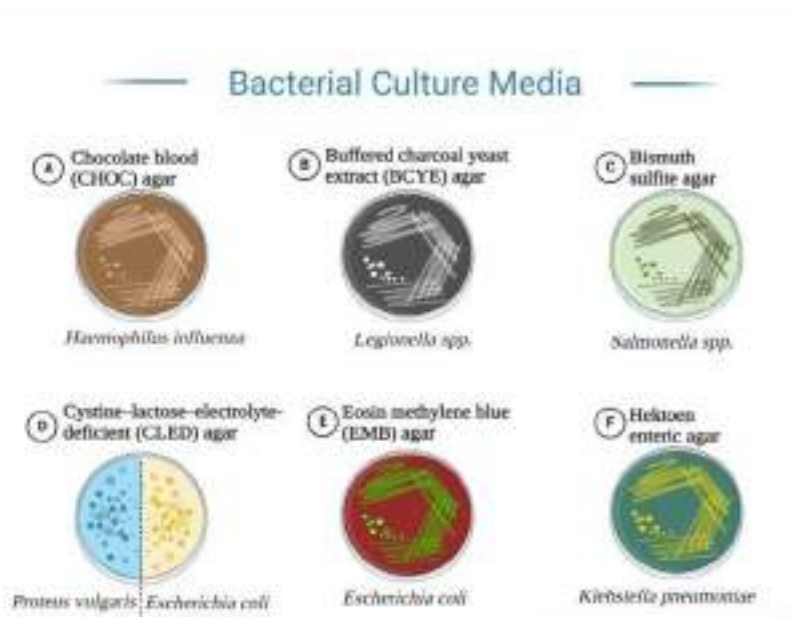 Bacterial Culture Media
A Chocolate blood
(CHOC) agar
Haemophilus influenza
B Buffered charcoal yeast
extract (BCYE) agar
Legionella spp.
C Bismuth
sulfite agar
Salmonella spp.
D Cystine-lactose-electrolyte-
deficient (CLED) agar
Proteus vulgaris Escherichia coli
E Eosin methylene blue
(EMB) agar
Escherichia coli
F Hektoen
enteric agar
Klebsiella pneumoniae